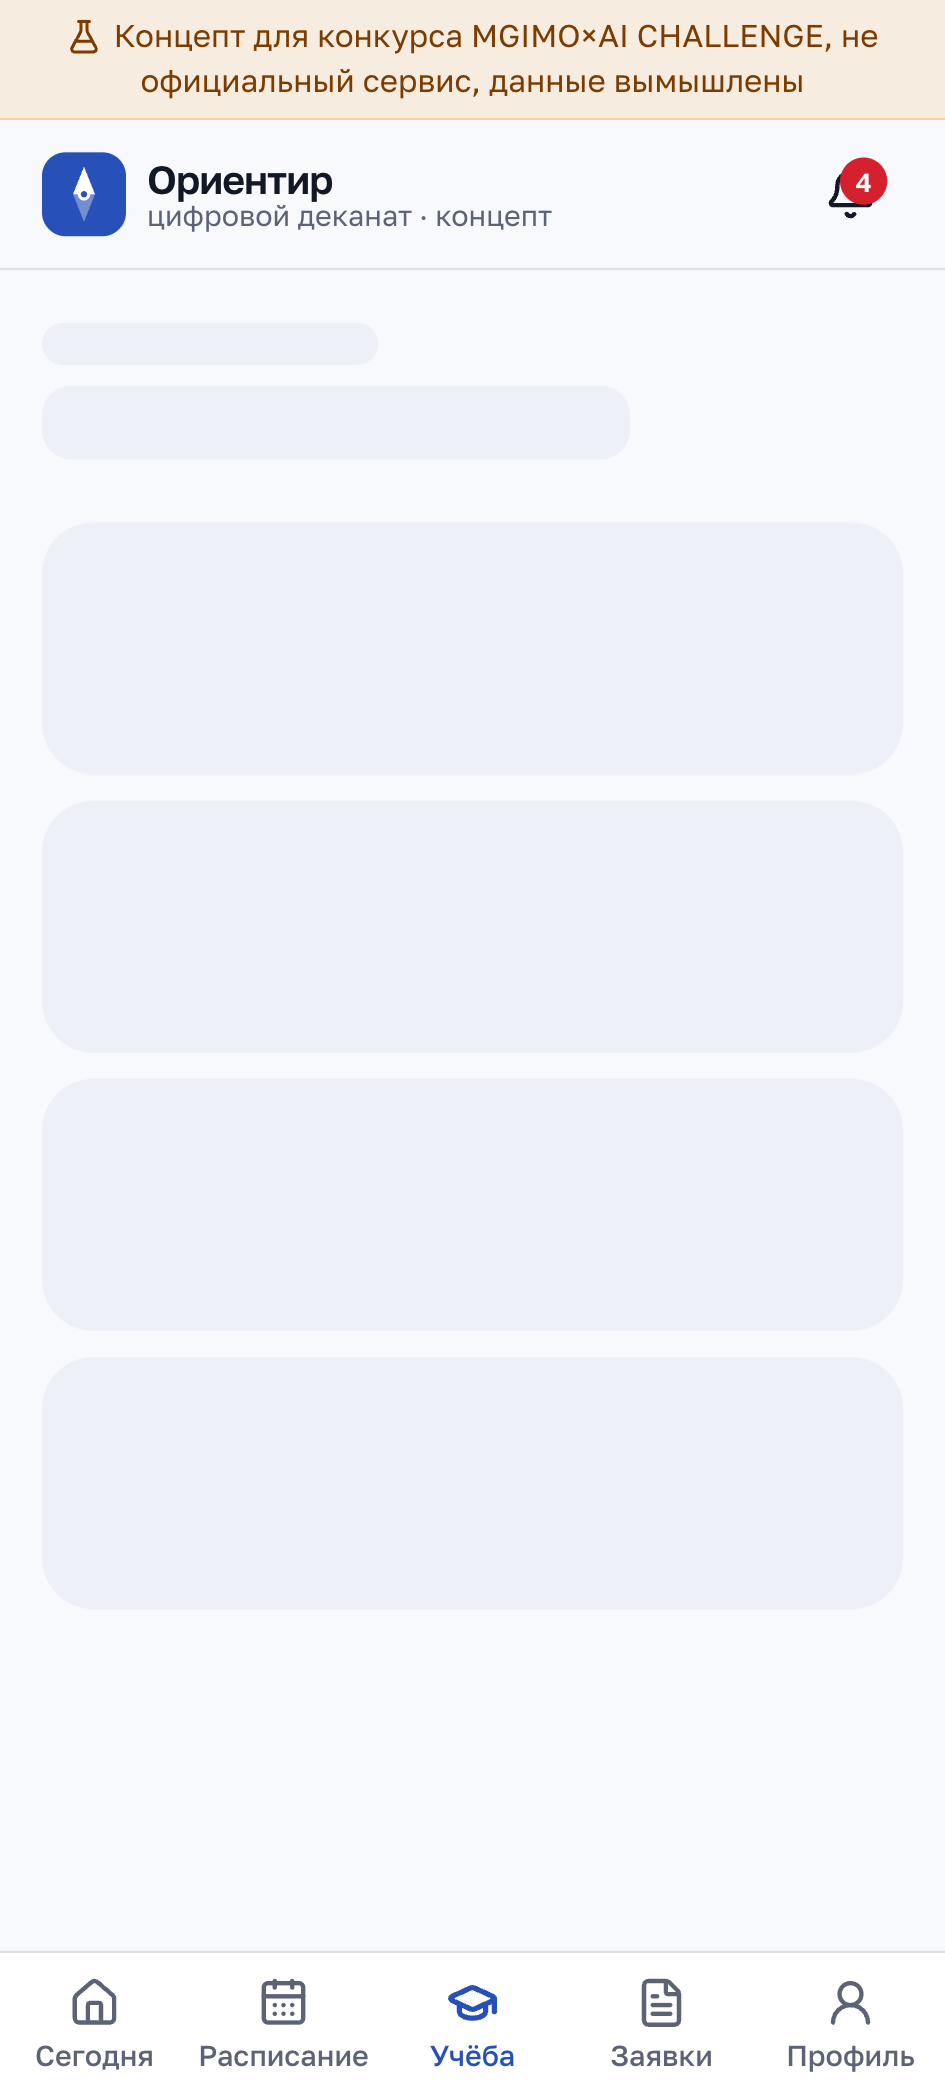 Концепт для конкурса MGIMO×AI CHALLENGE, не
официальный сервис, данные вымышлены
Ориентир
цифровой деканат · концепт
4
Сегодня
Расписание
Учёба
Заявки
Профиль